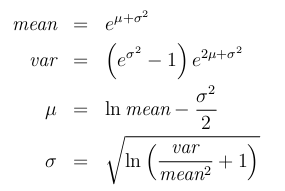 mean = e^{μ+σ²}
var = (e^{σ²} − 1) e^{2μ+σ²}
μ = ln mean − σ²/2
σ = √(ln(var/mean² + 1))